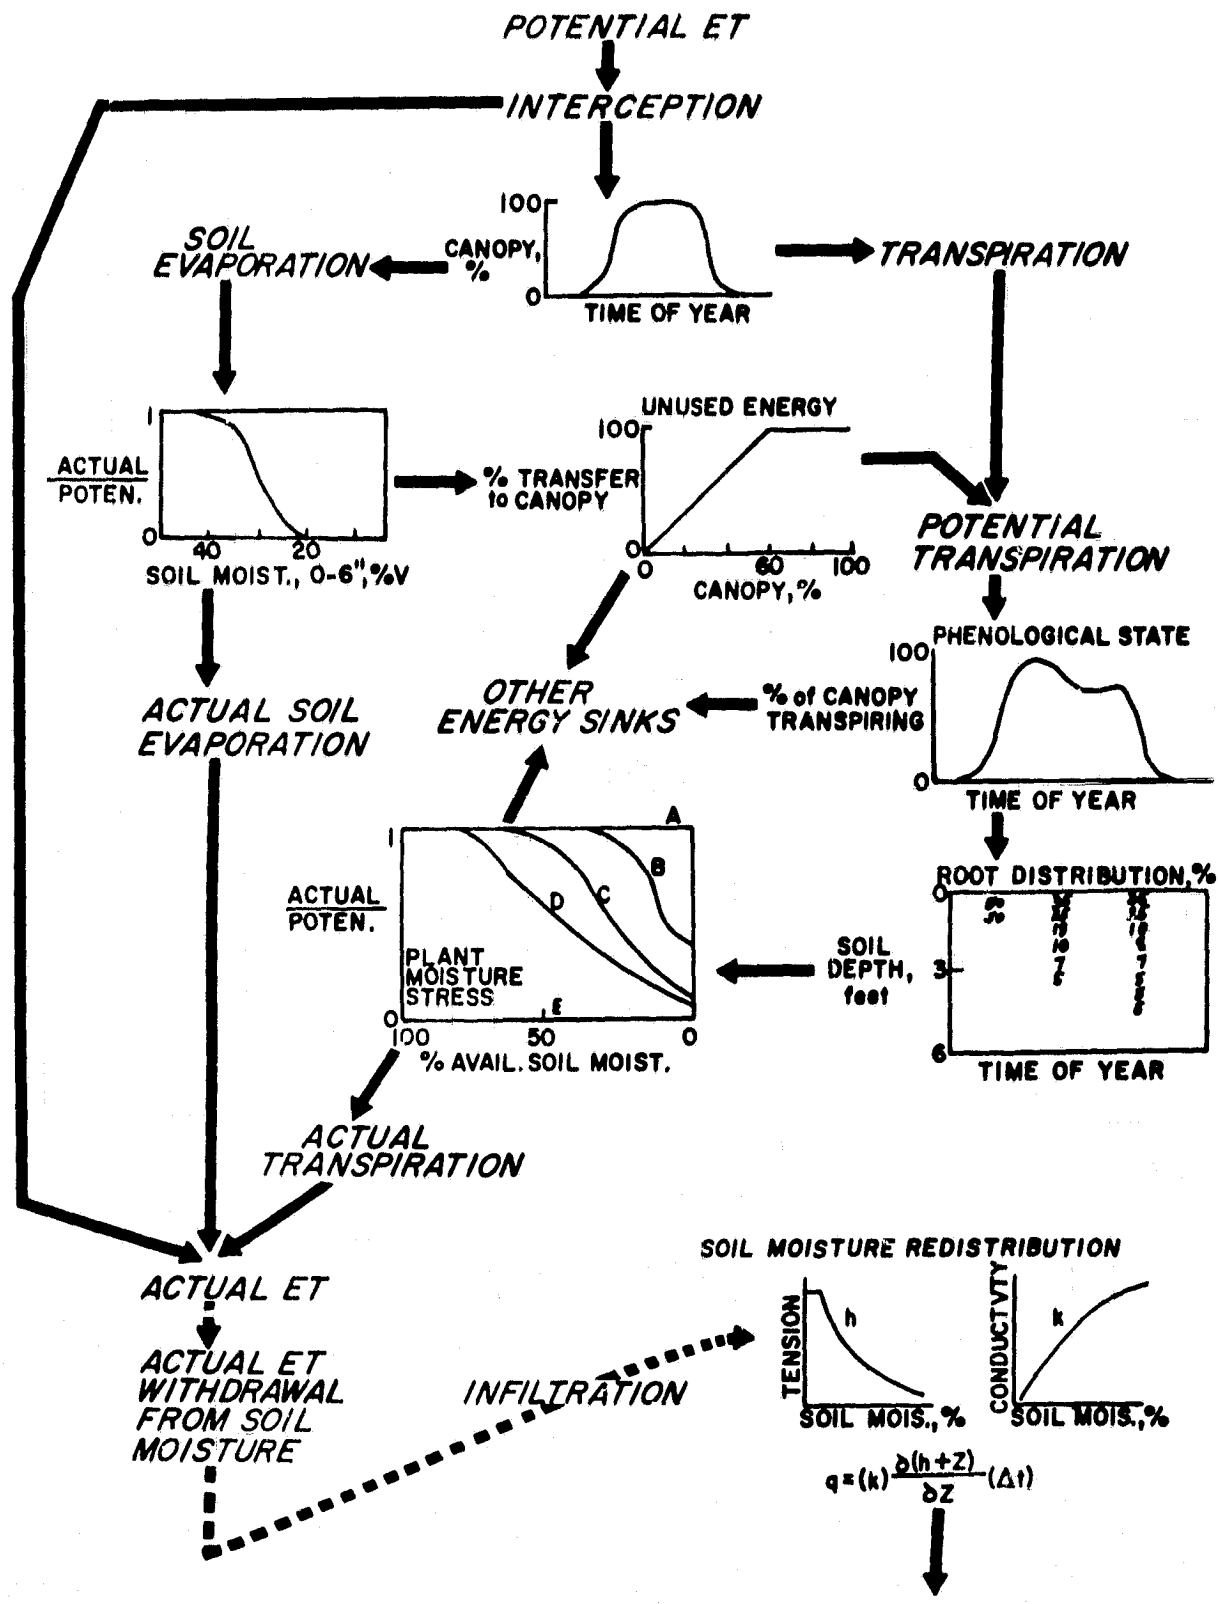 POTENTIAL ET
INTERCEPTION
100
CANOPY,
%
0
TIME OF YEAR
SOIL
EVAPORATION
TRANSPIRATION
1
ACTUAL
POTEN.
0
40
20
SOIL MOIST., 0-6",%V
UNUSED ENERGY
100
% TRANSFER
to CANOPY
0
0
60
100
CANOPY,%
POTENTIAL
TRANSPIRATION
PHENOLOGICAL STATE
100
% of CANOPY
TRANSPIRING
0
TIME OF YEAR
OTHER
ENERGY SINKS
ACTUAL SOIL
EVAPORATION
A
1
B
C
D
ACTUAL
POTEN.
PLANT
MOISTURE
STRESS
E
0
100
50
0
% AVAIL. SOIL MOIST.
ROOT DISTRIBUTION,%
0
SOIL
DEPTH,
feet
3
6
10
7
7
TIME OF YEAR
ACTUAL
TRANSPIRATION
ACTUAL ET
ACTUAL ET
WITHDRAWAL
FROM SOIL
MOISTURE
INFILTRATION
SOIL MOISTURE REDISTRIBUTION
TENSION
h
SOIL MOIS.,%
CONDUCTVTY
k
SOIL MOIS.,%
q=(k) ∂(h+Z)/∂Z (Δt)